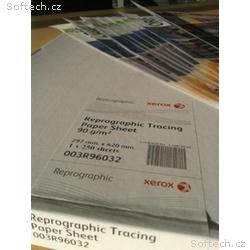 Softech.cz
Reprographic
xerox
Reprographic Tracing
Paper Sheet
90 g/m²
297 mm x 420 mm
1 x 250 sheets
003R96032
Reprographic
xerox
Reprographic Tracing
Paper Sheet
003R96032
Softech.cz